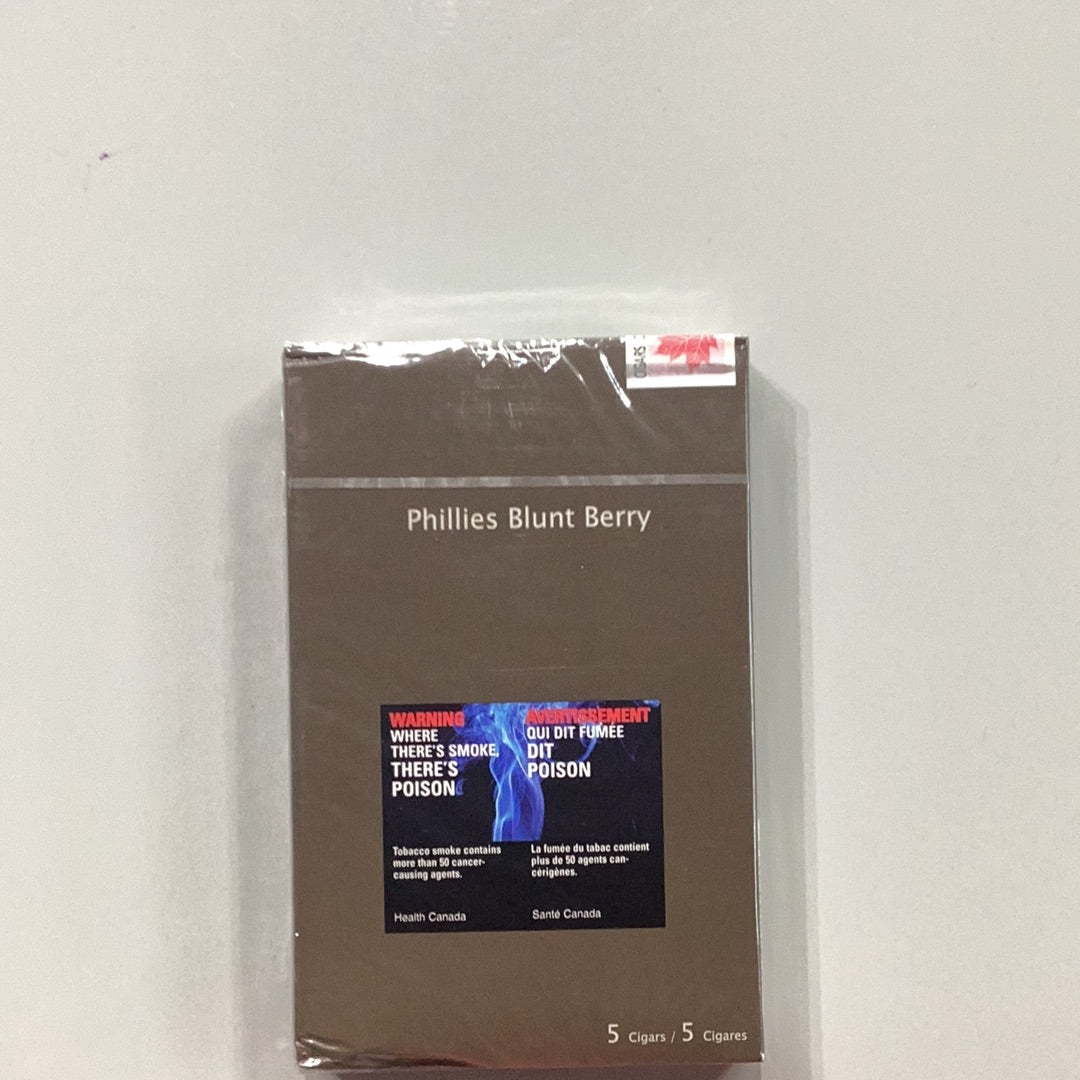 CIGARS
Phillies Blunt Berry
WARNING
WHERE
THERE'S SMOKE,
THERE'S
POISON
Tobacco smoke contains
more than 50 cancer-
causing agents.
Health Canada
AVERTISSEMENT
QUI DIT FUMÉE
DIT
POISON
La fumée du tabac contient
plus de 50 agents can-
cérigènes.
Santé Canada
5 Cigars / 5 Cigares